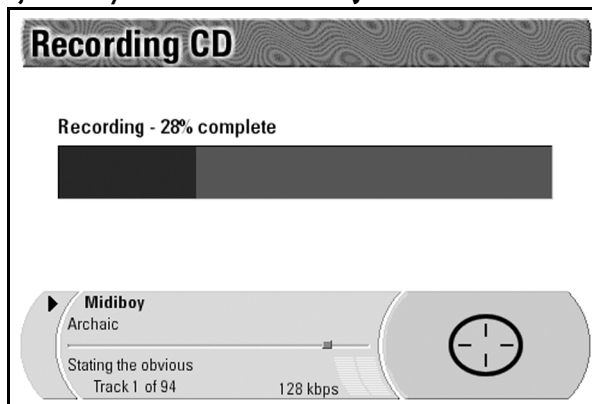 Recording CD
Recording - 28% complete
Midiboy
Archaic
Stating the obvious
Track 1 of 94 128 kbps